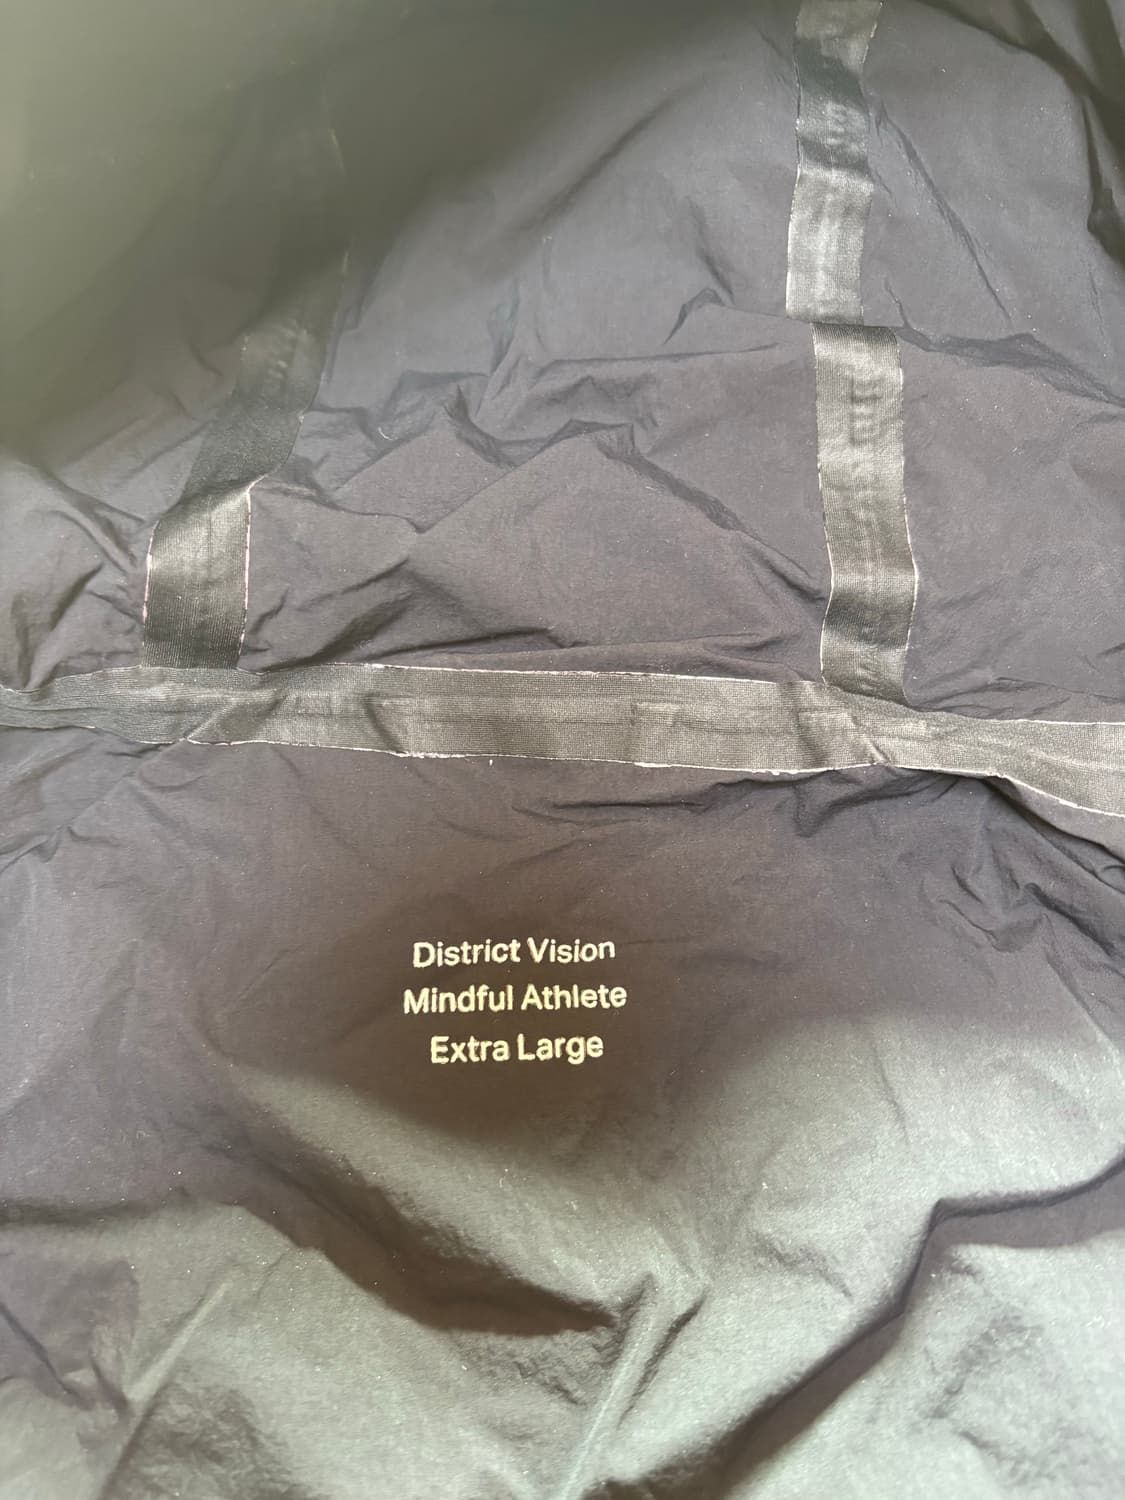 District Vision
Mindful Athlete
Extra Large